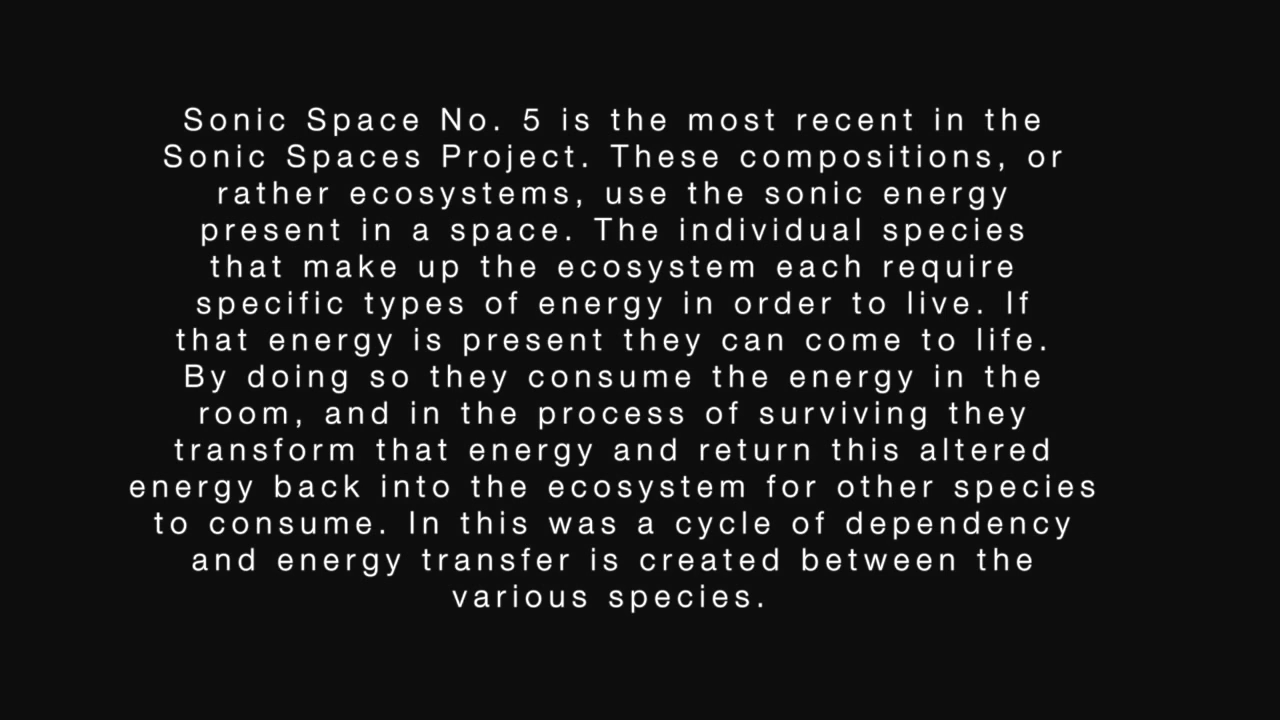 Sonic Space No. 5 is the most recent in the
Sonic Spaces Project. These compositions, or
rather ecosystems, use the sonic energy
present in a space. The individual species
that make up the ecosystem each require
specific types of energy in order to live. If
that energy is present they can come to life.
By doing so they consume the energy in the
room, and in the process of surviving they
transform that energy and return this altered
energy back into the ecosystem for other species
to consume. In this was a cycle of dependency
and energy transfer is created between the
various species.